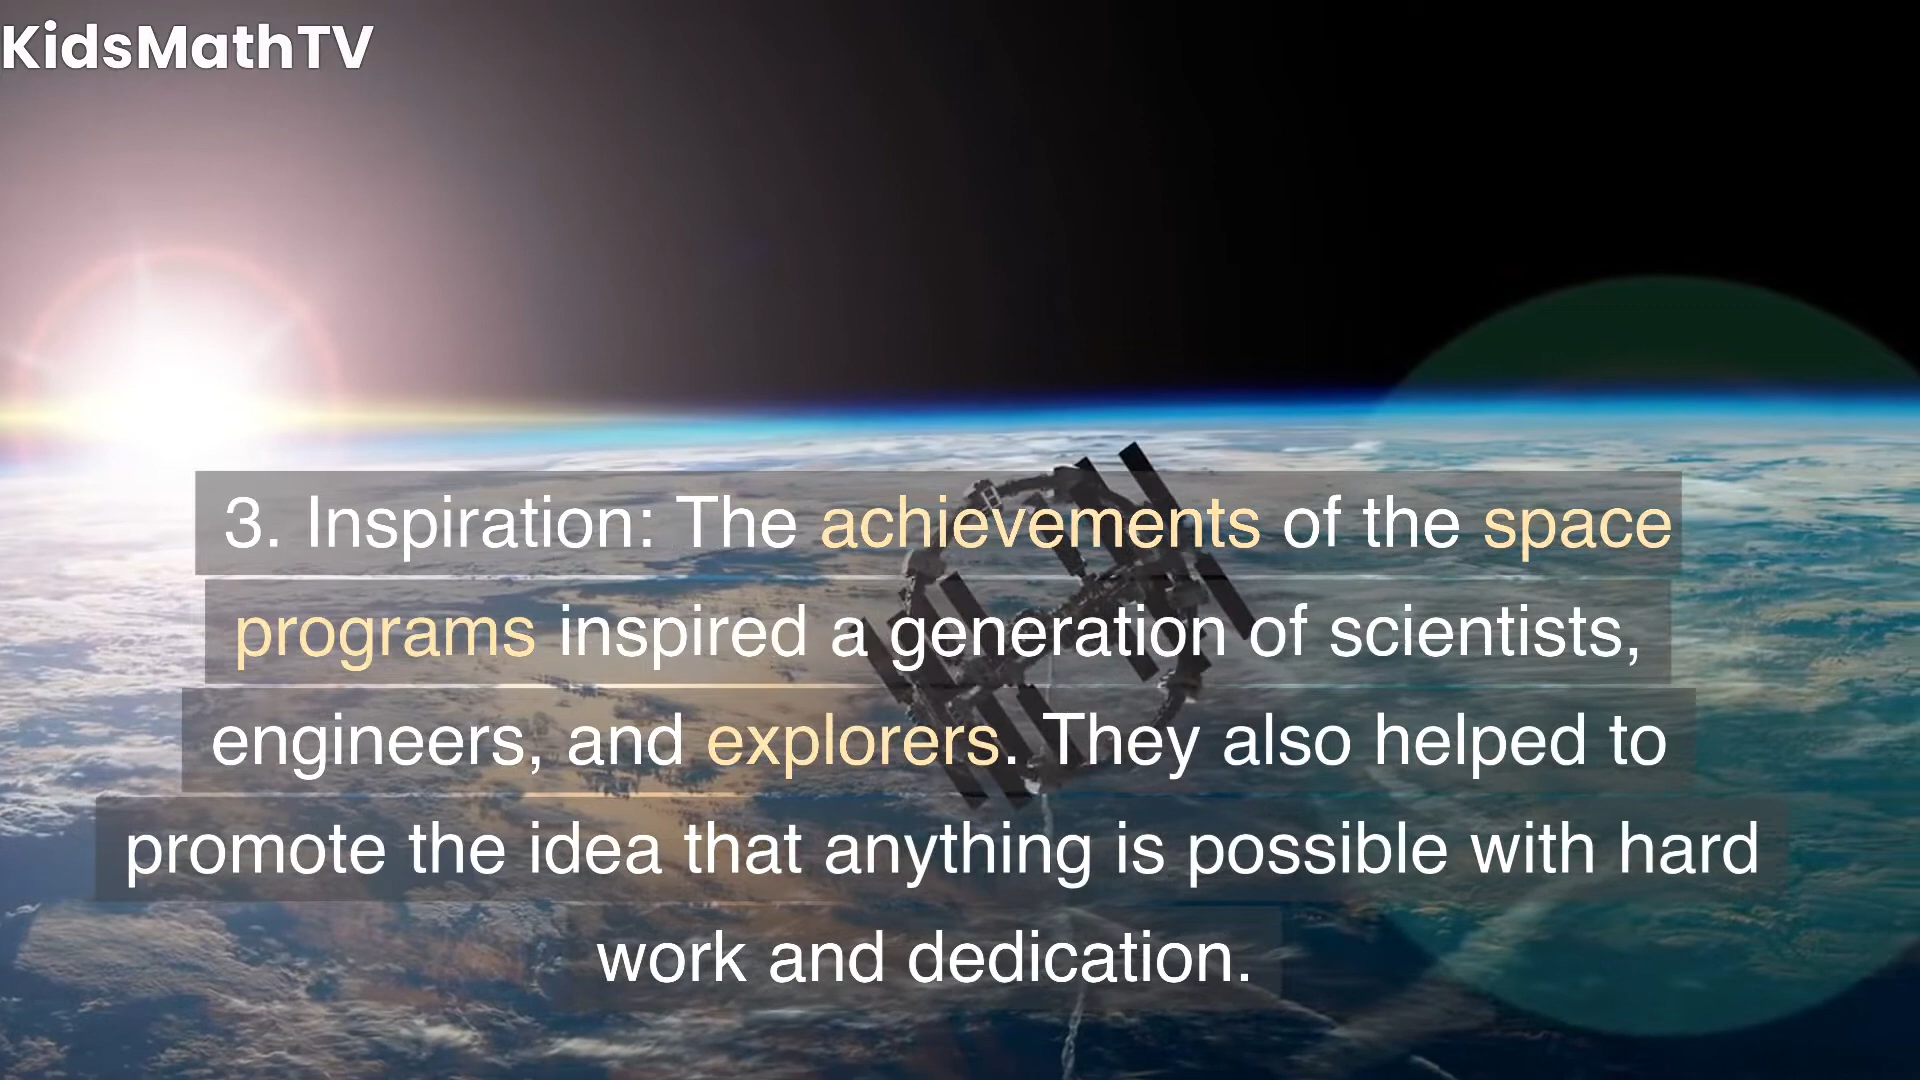 KidsMathTV
3. Inspiration: The achievements of the space
programs inspired a generation of scientists,
engineers, and explorers. They also helped to
promote the idea that anything is possible with hard
work and dedication.